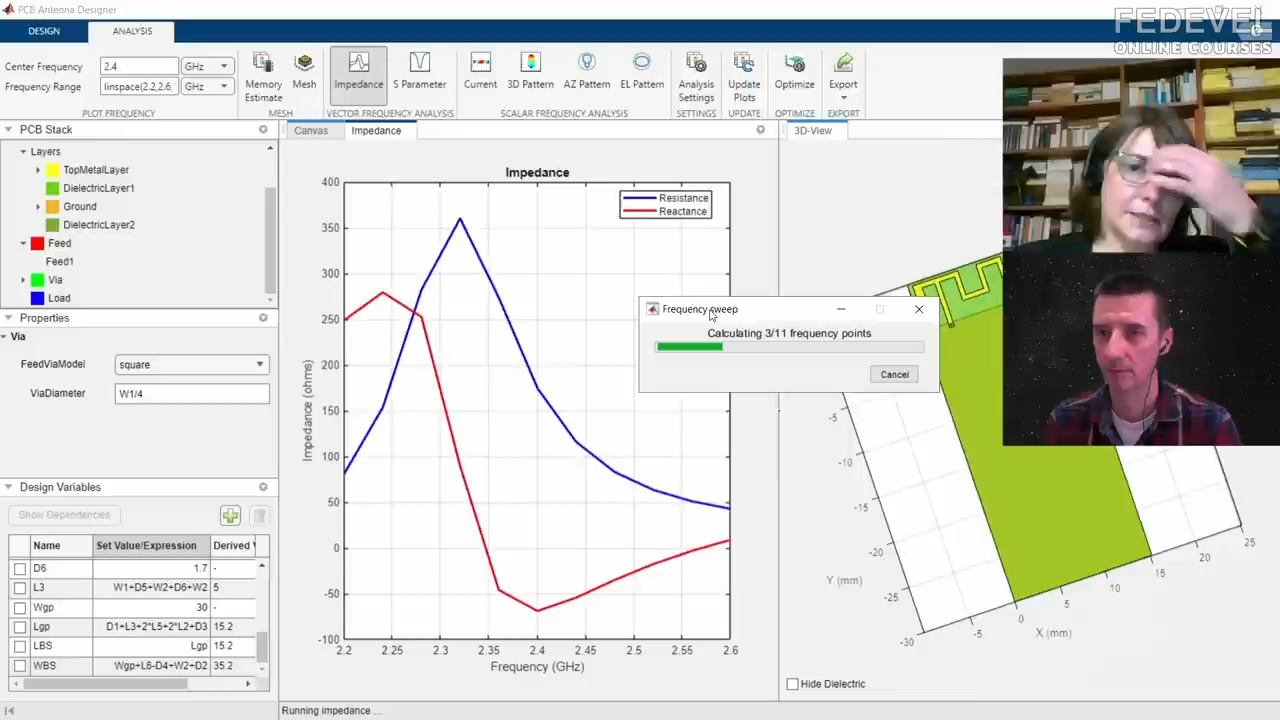 PCB Antenna Designer
FEDEVEL
ONLINE COURSES
DESIGN
ANALYSIS
Center Frequency
2.4
GHz
Frequency Range
linspace(2.2,2.6,
GHz
PLOT FREQUENCY
Memory
Estimate
Mesh
MESH
Impedance
S Parameter
VECTOR FREQUENCY ANALYSIS
Current
3D Pattern
AZ Pattern
EL Pattern
SCALAR FREQUENCY ANALYSIS
Analysis
Settings
SETTINGS
Update
Plots
UPDATE
Optimize
OPTIMIZE
Export
EXPORT
PCB Stack
Layers
TopMetalLayer
DielectricLayer1
Ground
DielectricLayer2
Feed
Feed1
Via
Load
Properties
Via
FeedViaModel
square
ViaDiameter
W1/4
Design Variables
Show Dependencies
Name Set Value/Expression Derived V
D6 1.7 -
L3 W1+D5+W2+D6+W2 5
Wgp 30 -
Lgp D1+L3+2*L5+2*L2+D3 15.2
LBS Lgp 15.2
WBS Wgp+L6-D4+W2+D2 35.2
Canvas
Impedance
Impedance
Resistance
Reactance
400
350
300
250
200
150
100
50
0
-50
-100
Impedance (ohms)
2.2 2.25 2.3 2.35 2.4 2.45 2.5 2.55 2.6
Frequency (GHz)
Running impedance ...
3D-View
Frequency sweep
Calculating 3/11 frequency points
Cancel
-5
-10
-15
-20
-25
-30
Y (mm)
-5
0
5
10
15
20
25
X (mm)
Hide Dielectric